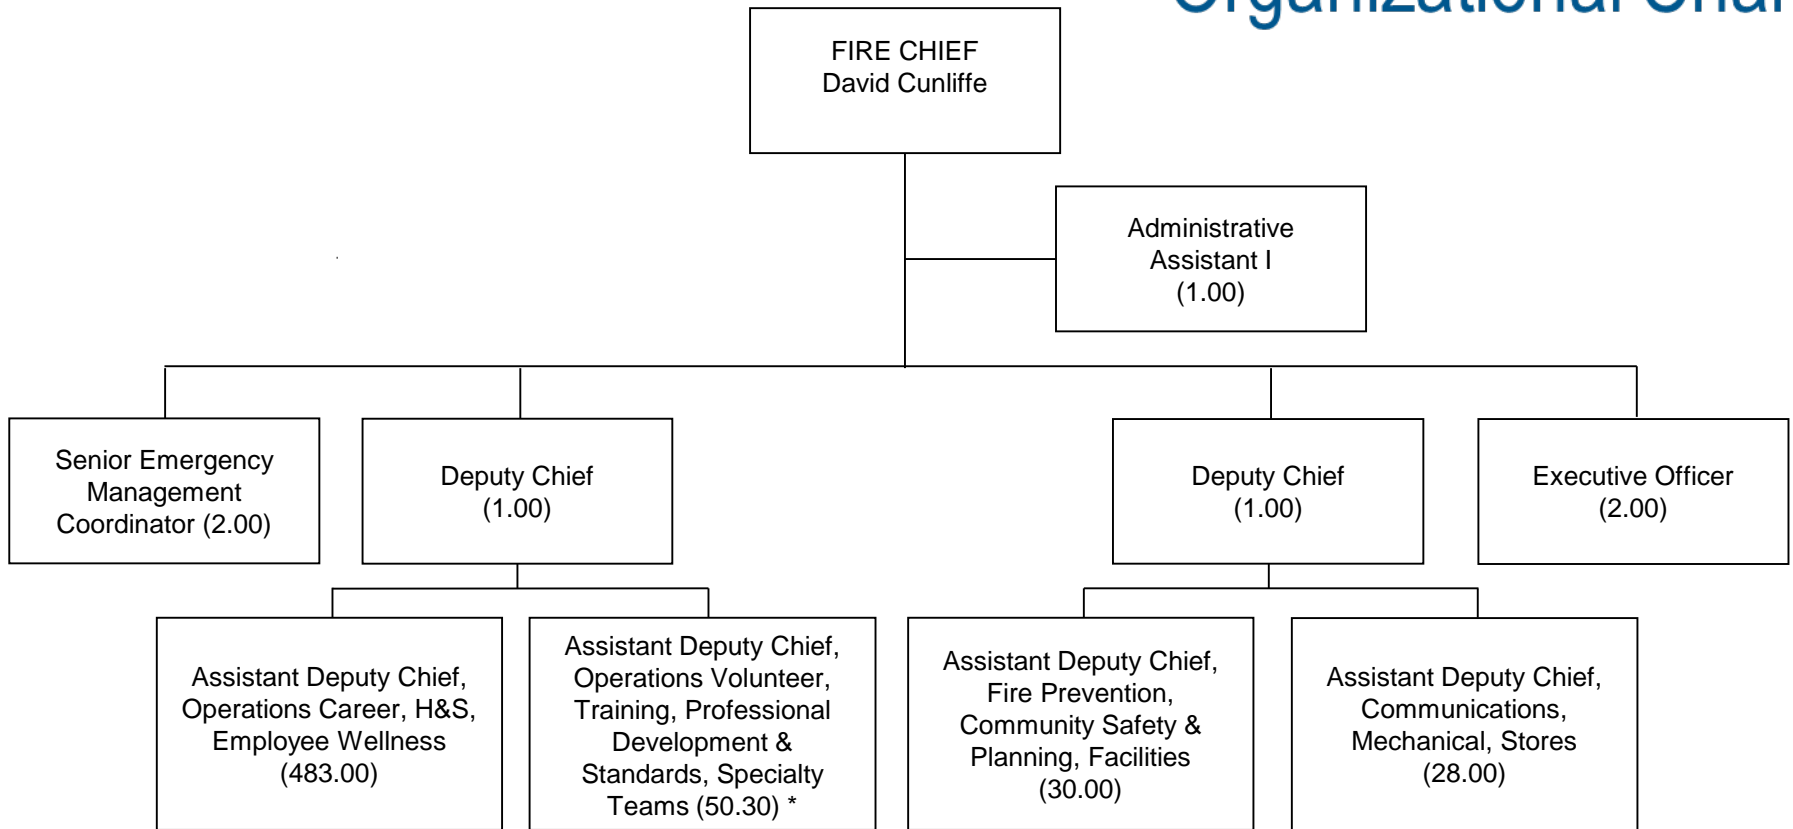 Organizational Char
FIRE CHIEF
David Cunliffe
Administrative
Assistant I
(1.00)
Senior Emergency
Management
Coordinator (2.00)
Deputy Chief
(1.00)
Deputy Chief
(1.00)
Executive Officer
(2.00)
Assistant Deputy Chief,
Operations Career, H&S,
Employee Wellness
(483.00)
Assistant Deputy Chief,
Operations Volunteer,
Training, Professional
Development &
Standards, Specialty
Teams (50.30) *
Assistant Deputy Chief,
Fire Prevention,
Community Safety &
Planning, Facilities
(30.00)
Assistant Deputy Chief,
Communications,
Mechanical, Stores
(28.00)